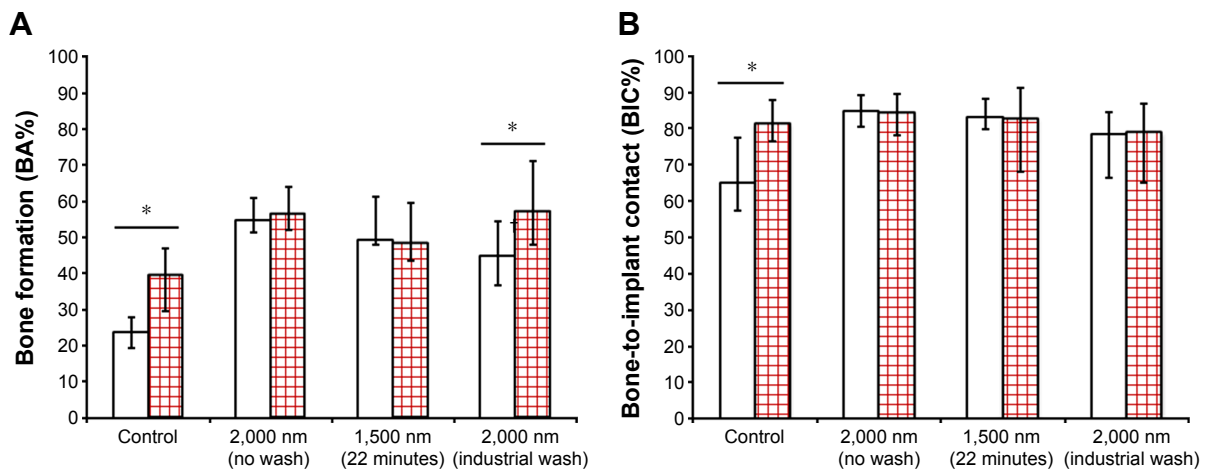 A
Bone formation (BA%)
100
90
80
70
60
50
40
30
20
10
0
*
*
Control
2,000 nm
(no wash)
1,500 nm
(22 minutes)
2,000 nm
(industrial wash)
B
Bone-to-implant contact (BIC%)
100
90
80
70
60
50
40
30
20
10
0
*
Control
2,000 nm
(no wash)
1,500 nm
(22 minutes)
2,000 nm
(industrial wash)